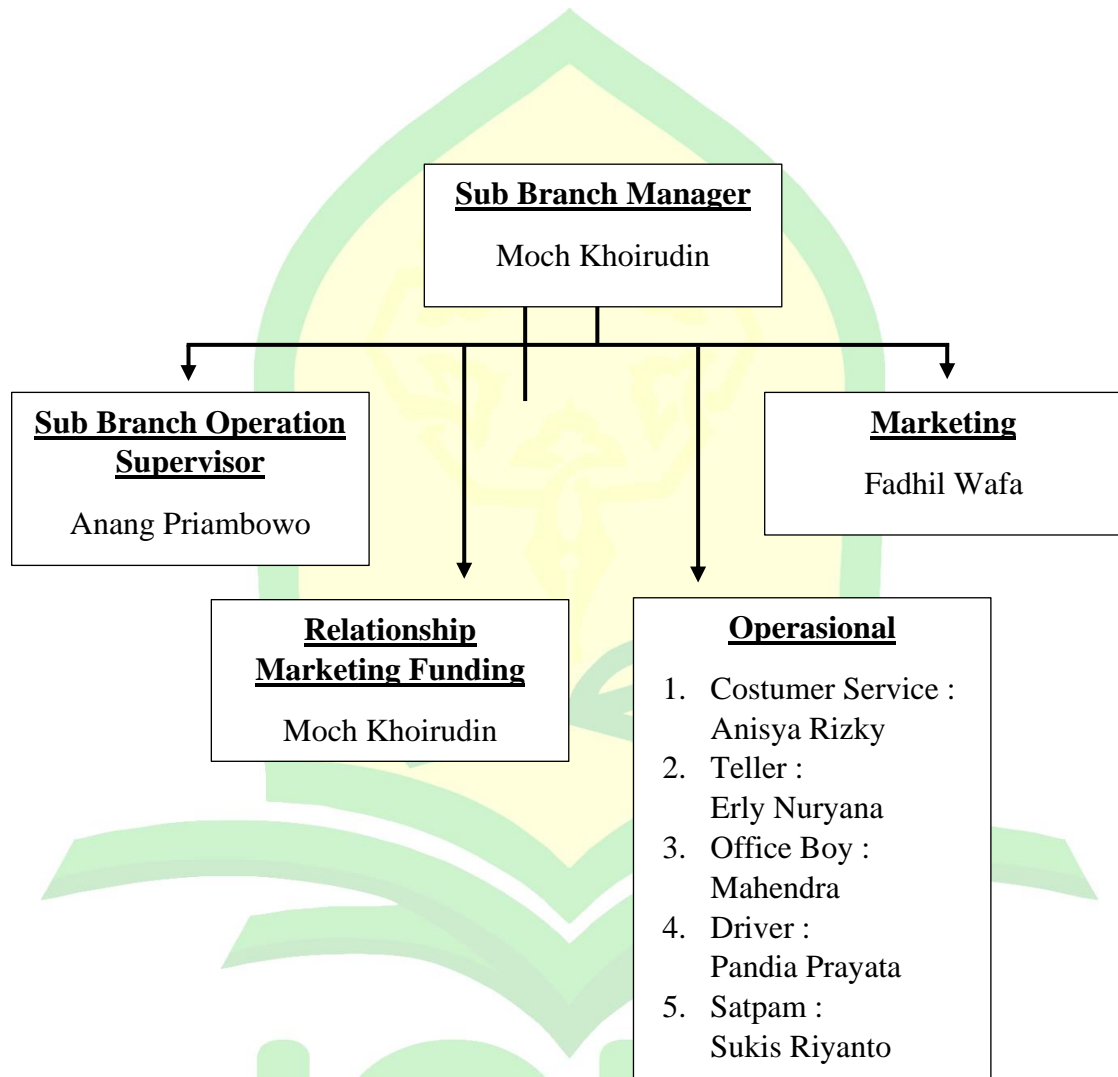 Sub Branch Manager
Moch Khoirudin
Sub Branch Operation
Supervisor
Anang Priambowo
Marketing
Fadhil Wafa
Relationship
Marketing Funding
Moch Khoirudin
Operasional
1. Costumer Service :
Anisya Rizky
2. Teller :
Erly Nuryana
3. Office Boy :
Mahendra
4. Driver :
Pandia Prayata
5. Satpam :
Sukis Riyanto